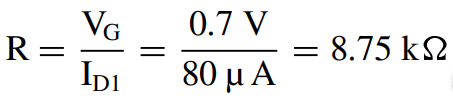 R = V_G / I_D1 = 0.7 V / 80 μ A = 8.75 kΩ